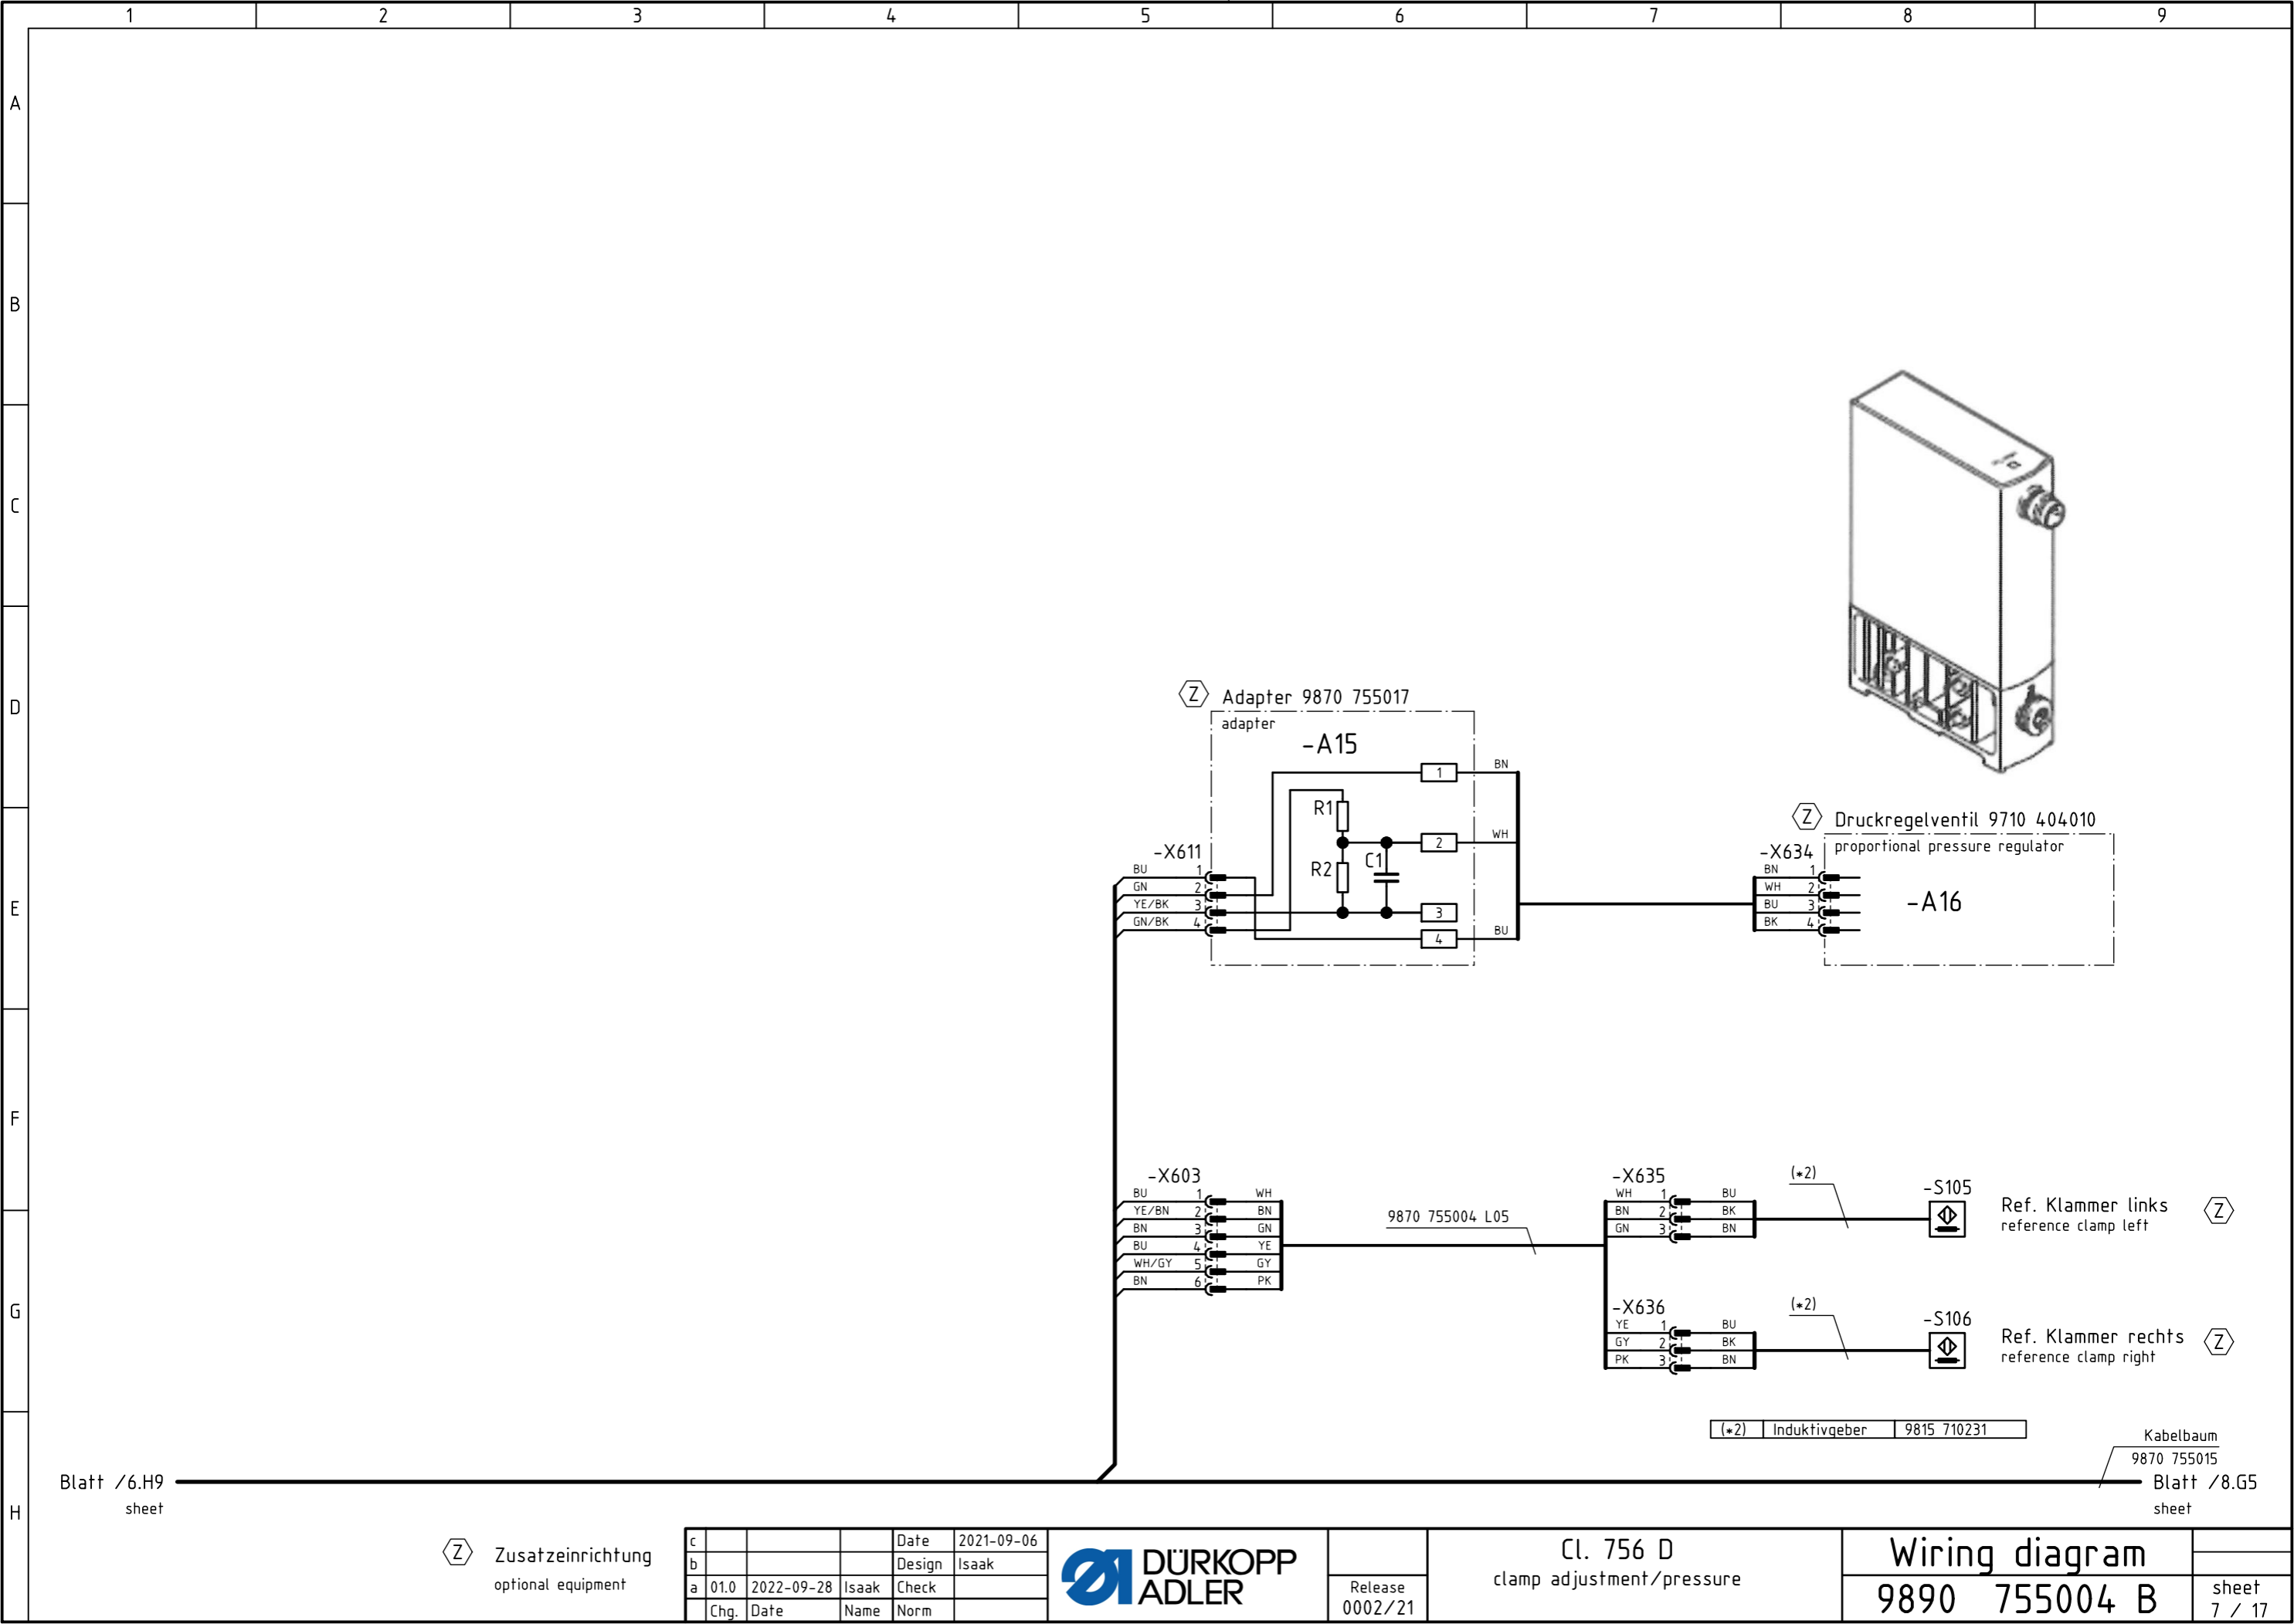 1 2 3 4 5 6 7 8 9
A
B
C
D
E
F
G
H
Z Adapter 9870 755017
adapter
-A15
1 BN
R1
2 WH
R2 C1
3
4 BU
-X611
BU 1
GN 2
YE/BK 3
GN/BK 4
Z Druckregelventil 9710 404010
proportional pressure regulator
-X634
BN 1
WH 2
BU 3
BK 4
-A16
-X603
BU 1 WH
YE/BN 2 BN
BN 3 GN
BU 4 YE
WH/GY 5 GY
BN 6 PK
9870 755004 L05
-X635
WH 1 BU
BN 2 BK
GN 3 BN
(*2)
-S105
Ref. Klammer links Z
reference clamp left
-X636
YE 1 BU
GY 2 BK
PK 3 BN
(*2)
-S106
Ref. Klammer rechts Z
reference clamp right
(*2) Induktivgeber 9815 710231
Kabelbaum
9870 755015
Blatt /6.H9
sheet
Blatt /8.G5
sheet
Z Zusatzeinrichtung
optional equipment
c Date 2021-09-06
b Design Isaak
a 01.0 2022-09-28 Isaak Check
Chg. Date Name Norm
DÜRKOPP
ADLER
Release
0002/21
Cl. 756 D
clamp adjustment/pressure
Wiring diagram
9890 755004 B
sheet
7 / 17